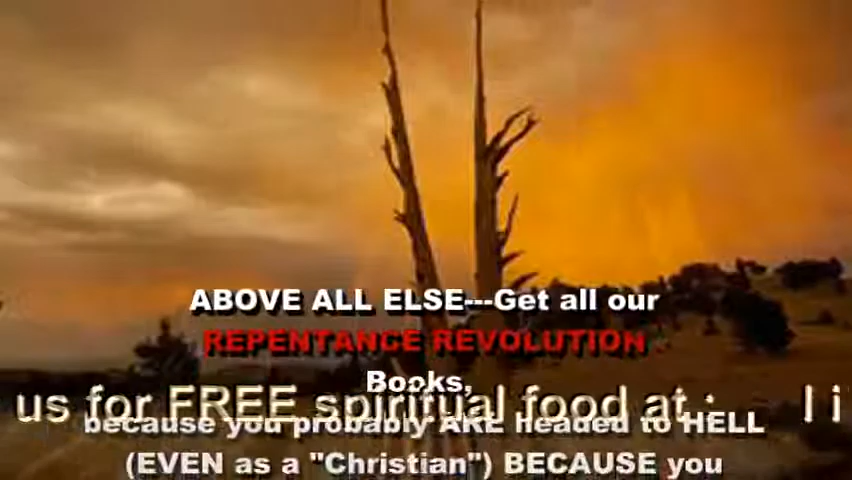 ABOVE ALL ELSE---Get all our
REPENTANCE REVOLUTION
Books,
us for FREE spiritual food at : l i
because you probably ARE headed to HELL
(EVEN as a "Christian") BECAUSE you